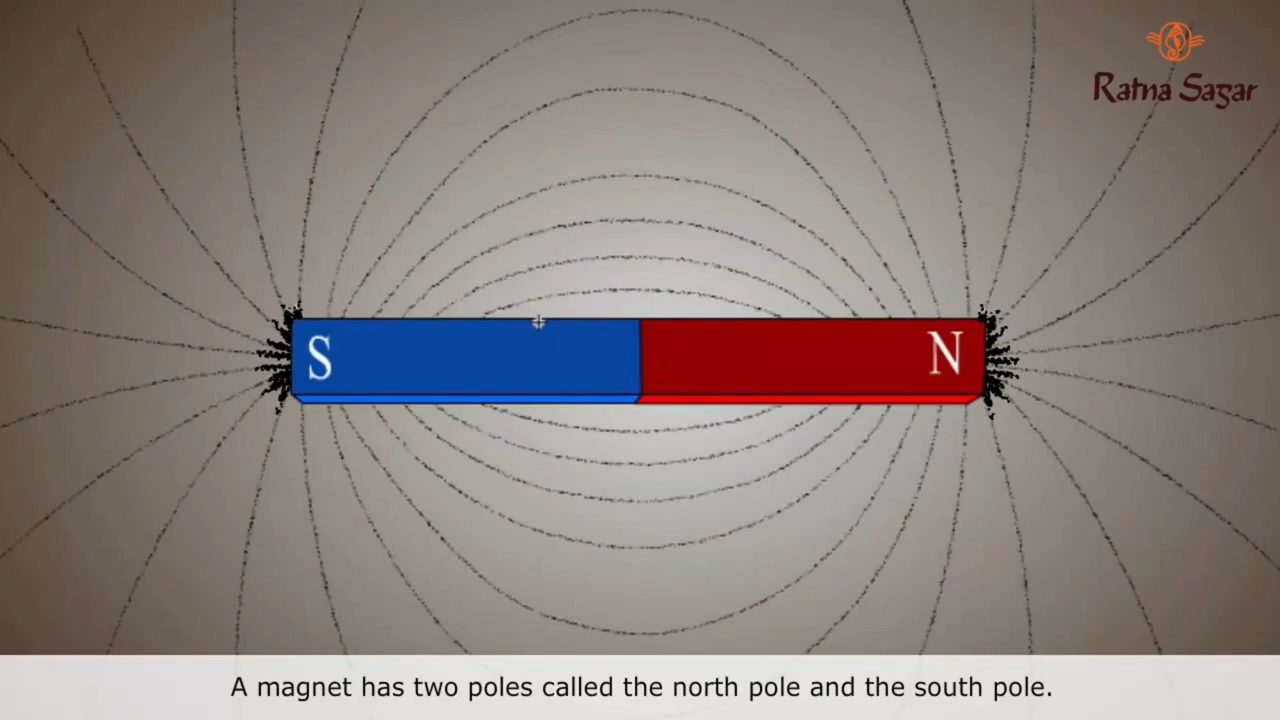 Ratna Sagar
S
N
A magnet has two poles called the north pole and the south pole.